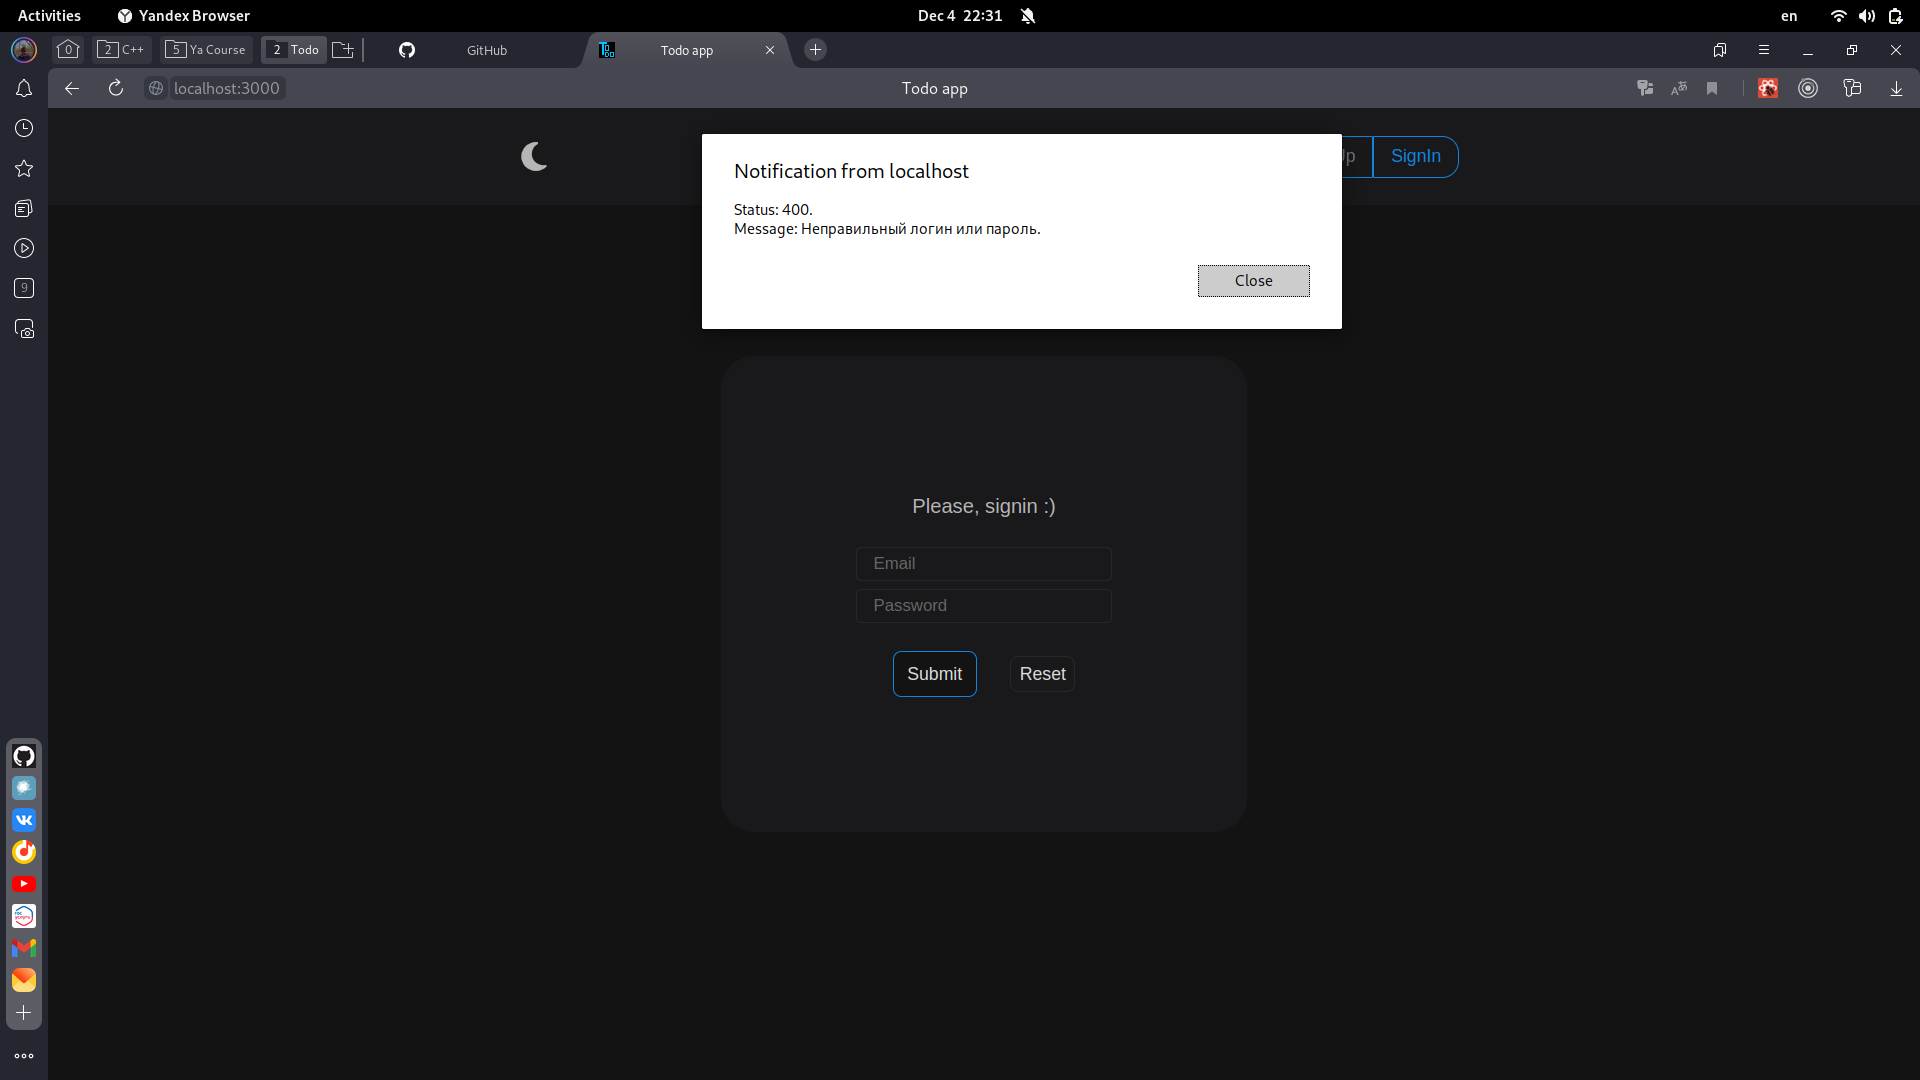 Activities
Yandex Browser
Dec 4 22:31
en
0
2 C++
5 Ya Course
2 Todo
GitHub
Todo app
localhost:3000
Todo app
Notification from localhost
Status: 400.
Message: Неправильный логин или пароль.
Close
SignIn
9
Please, signin :)
Email
Password
Submit
Reset